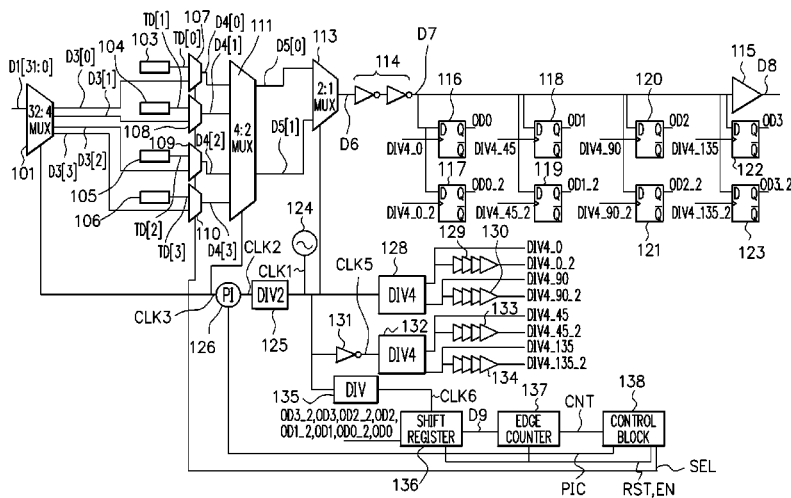 D1[31:0]
104
103
TD[1]
TD[0]
107
D4[0]
D4[1]
111
D5[0]
113
114
D7
115
D8
D3[0]
D3[1]
32:4
MUX
101
D3[3]
D3[2]
108
109
D4[2]
105
106
TD[2]
TD[3]
110
D4[3]
4:2
MUX
D5[1]
2:1
MUX
D6
116
118
120
D Q
Q
OD0
D Q
Q
OD1
D Q
Q
OD2
D Q
Q
OD3
DIV4_0
DIV4_45
DIV4_90
DIV4_135
122
117
119
D Q
Q
OD0_2
D Q
Q
OD1_2
D Q
Q
OD2_2
D Q
Q
OD3_2
DIV4_0_2
DIV4_45_2
DIV4_90_2
DIV4_135_2
121
123
124
CLK1
CLK2
CLK3
PI
126
DIV2
125
CLK5
128
DIV4
129
130
DIV4_0
DIV4_0_2
DIV4_90
DIV4_90_2
131
132
DIV4
133
134
DIV4_45
DIV4_45_2
DIV4_135
DIV4_135_2
135
DIV
CLK6
OD3_2,OD3,OD2_2,OD2,
OD1_2,OD1,OD0_2,OD0
SHIFT
REGISTER
136
D9
137
EDGE
COUNTER
CNT
138
CONTROL
BLOCK
PIC
RST,EN
SEL